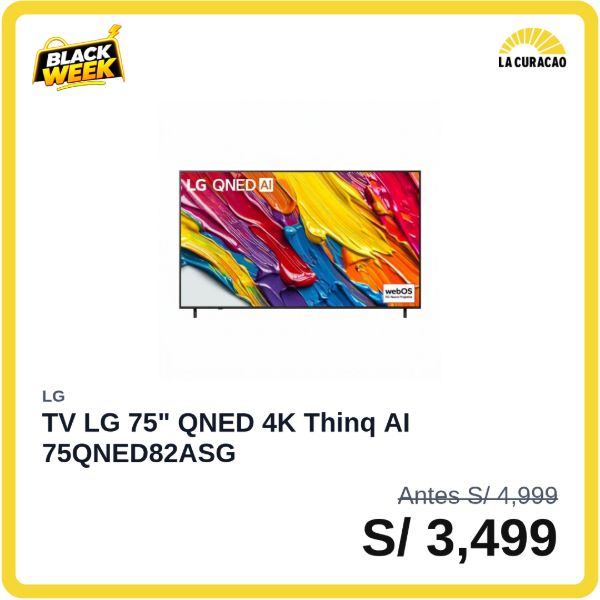 BLACK
WEEK
LA CURACAO
LG QNED AI
webOS
LG
TV LG 75" QNED 4K Thinq AI
75QNED82ASG
Antes S/ 4,999
S/ 3,499